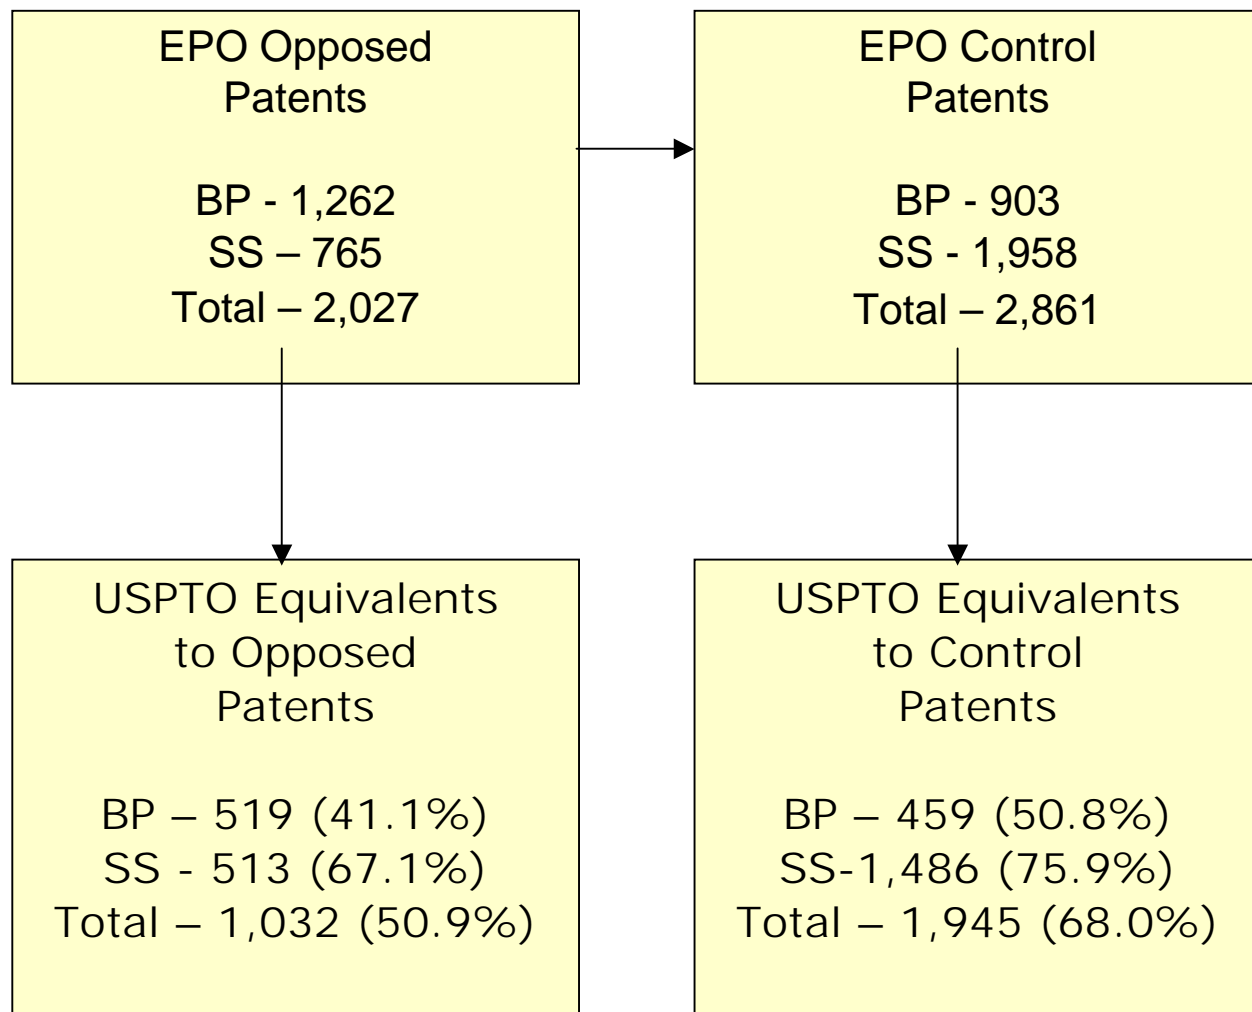 EPO Opposed
Patents
BP - 1,262
SS – 765
Total – 2,027
EPO Control
Patents
BP - 903
SS - 1,958
Total – 2,861
USPTO Equivalents
to Opposed
Patents
BP – 519 (41.1%)
SS - 513 (67.1%)
Total – 1,032 (50.9%)
USPTO Equivalents
to Control
Patents
BP – 459 (50.8%)
SS-1,486 (75.9%)
Total – 1,945 (68.0%)